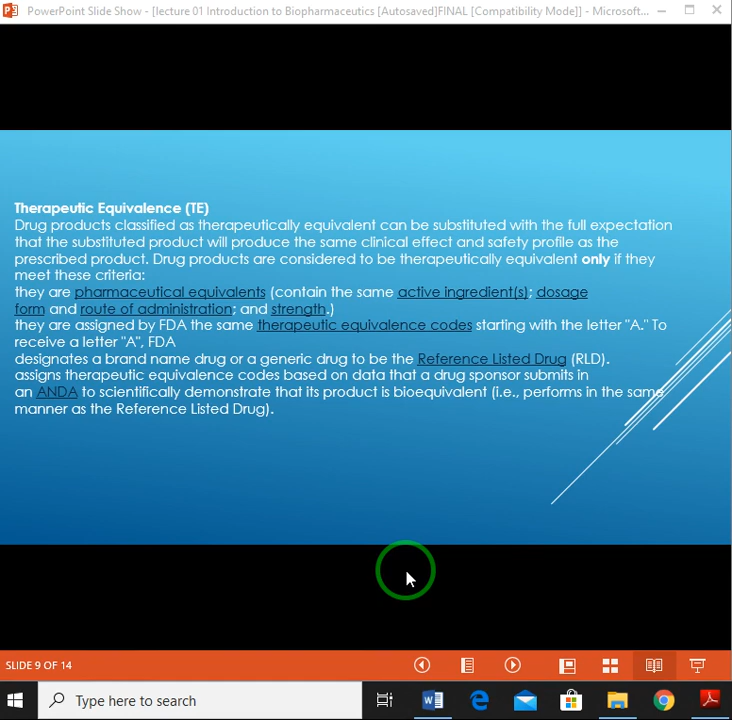 PowerPoint Slide Show - [lecture 01 Introduction to Biopharmaceutics [Autosaved]FINAL [Compatibility Mode]] - Microsoft...
Therapeutic Equivalence (TE)
Drug products classified as therapeutically equivalent can be substituted with the full expectation
that the substituted product will produce the same clinical effect and safety profile as the
prescribed product. Drug products are considered to be therapeutically equivalent only if they
meet these criteria:
they are pharmaceutical equivalents (contain the same active ingredient(s); dosage
form and route of administration; and strength.)
they are assigned by FDA the same therapeutic equivalence codes starting with the letter "A." To
receive a letter "A", FDA
designates a brand name drug or a generic drug to be the Reference Listed Drug (RLD).
assigns therapeutic equivalence codes based on data that a drug sponsor submits in
an ANDA to scientifically demonstrate that its product is bioequivalent (i.e., performs in the same
manner as the Reference Listed Drug).
SLIDE 9 OF 14
Type here to search